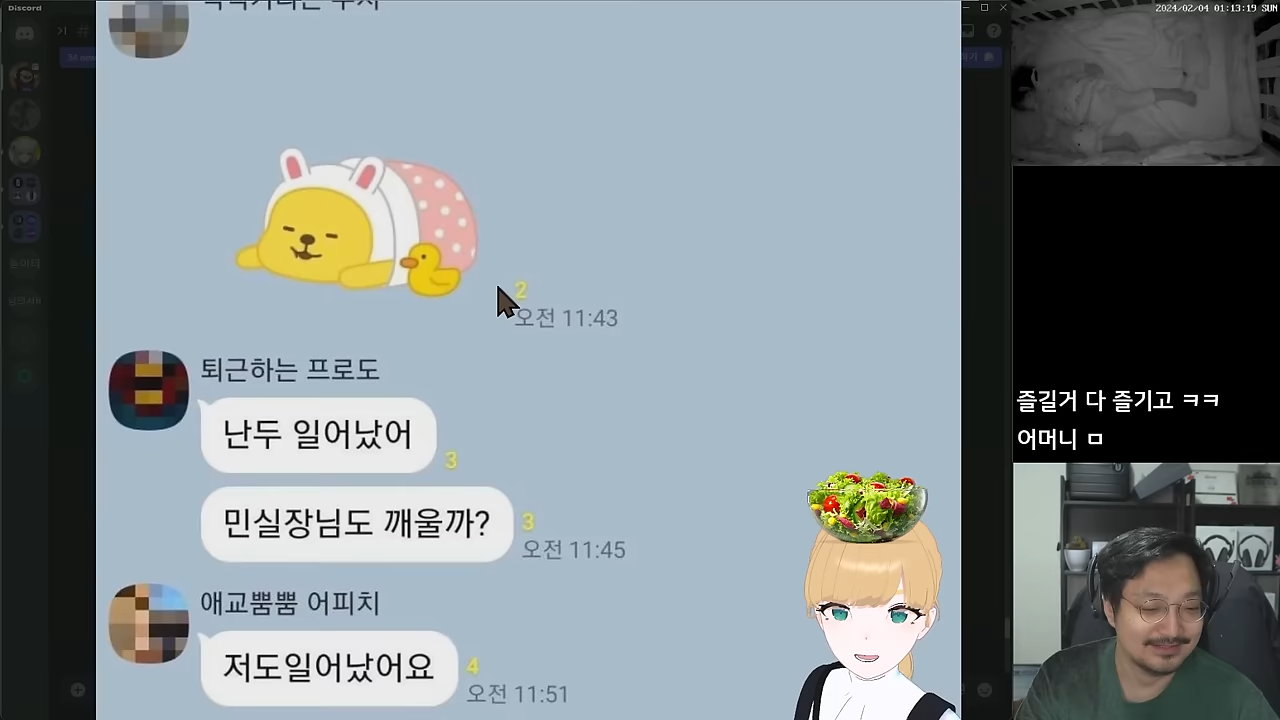 Discord
2024/02/04 01:13:19 SUN
2
오전 11:43
퇴근하는 프로도
난두 일어났어
3
민실장님도 깨울까?
3
오전 11:45
애교뿜뿜 어피치
저도일어났어요
4
오전 11:51
즐길거 다 즐기고 ㅋㅋ
어머니 ㅁ